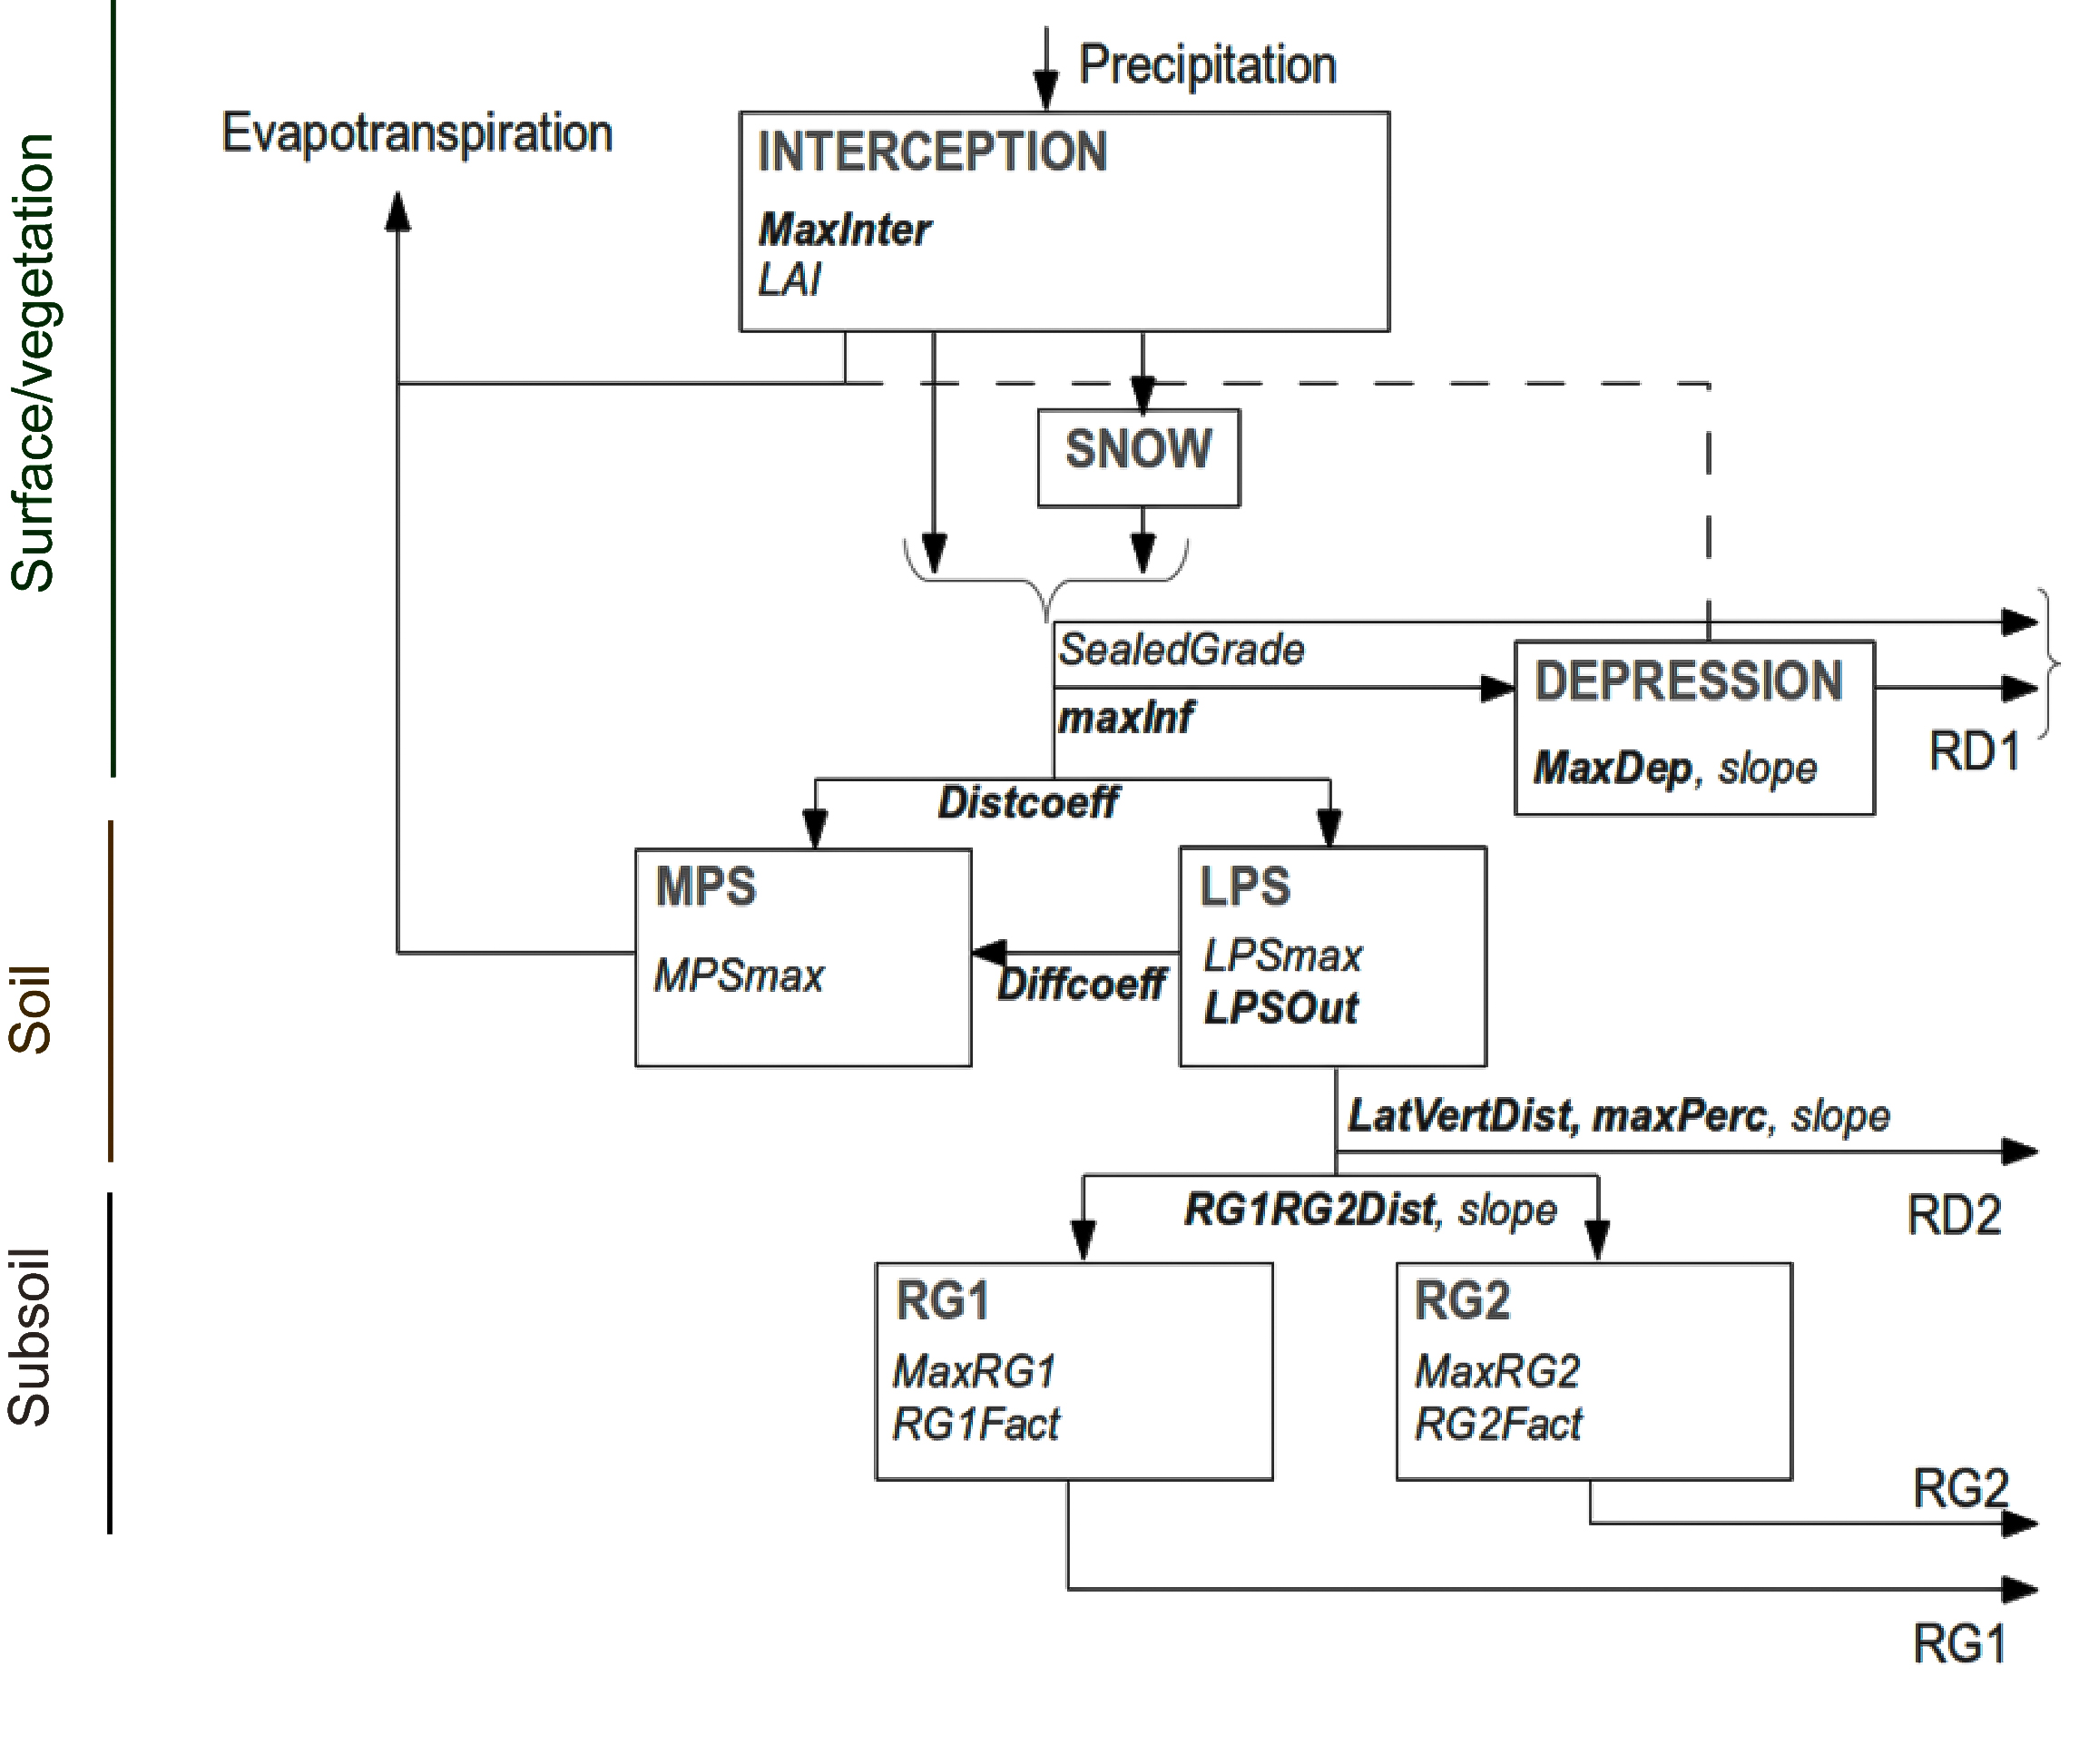 Precipitation
Evapotranspiration
INTERCEPTION
MaxInter
LAI
Surface/vegetation
SNOW
SealedGrade
maxInf
DEPRESSION
MaxDep, slope
RD1
Distcoeff
MPS
MPSmax
Diffcoeff
LPS
LPSmax
LPSOut
Soil
LatVertDist, maxPerc, slope
RD2
RG1RG2Dist, slope
Subsoil
RG1
MaxRG1
RG1Fact
RG2
MaxRG2
RG2Fact
RG2
RG1